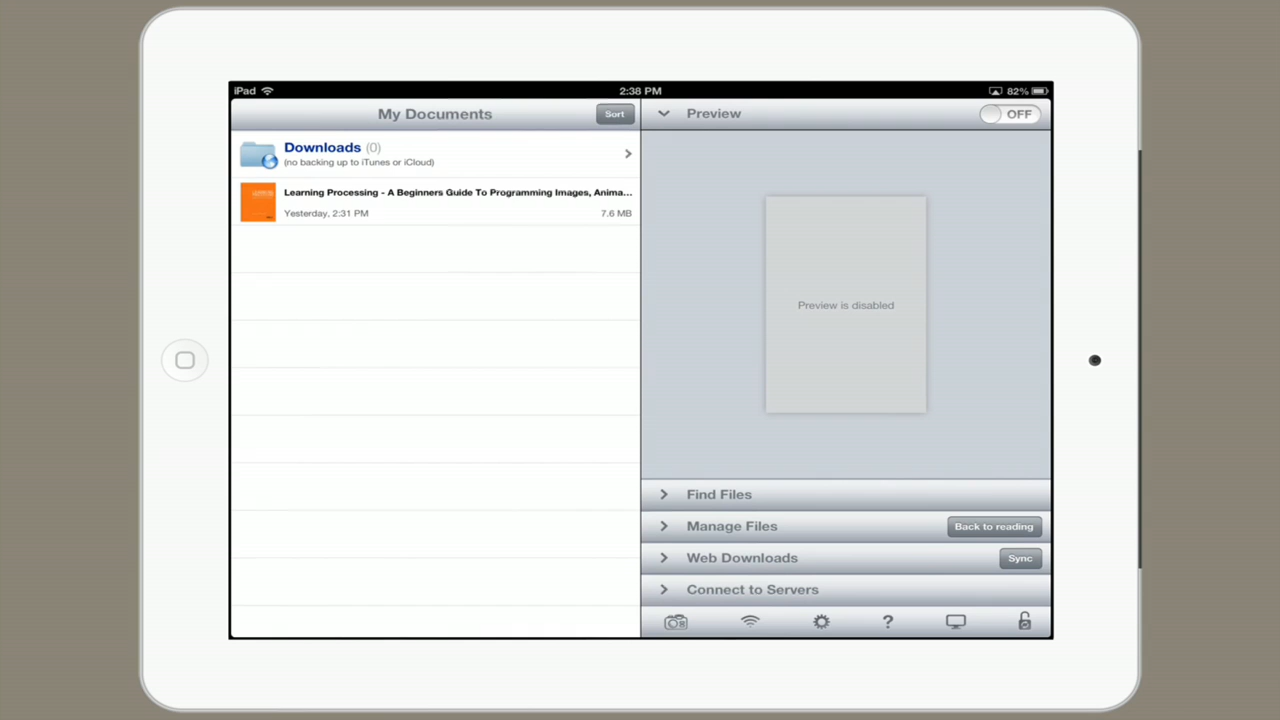 iPad 2:38 PM 82%
My Documents Sort
Downloads (0)
(no backing up to iTunes or iCloud)
Learning Processing - A Beginners Guide To Programming Images, Anima...
Yesterday, 2:31 PM 7.6 MB
Preview OFF
Preview is disabled
Find Files
Manage Files Back to reading
Web Downloads Sync
Connect to Servers
?